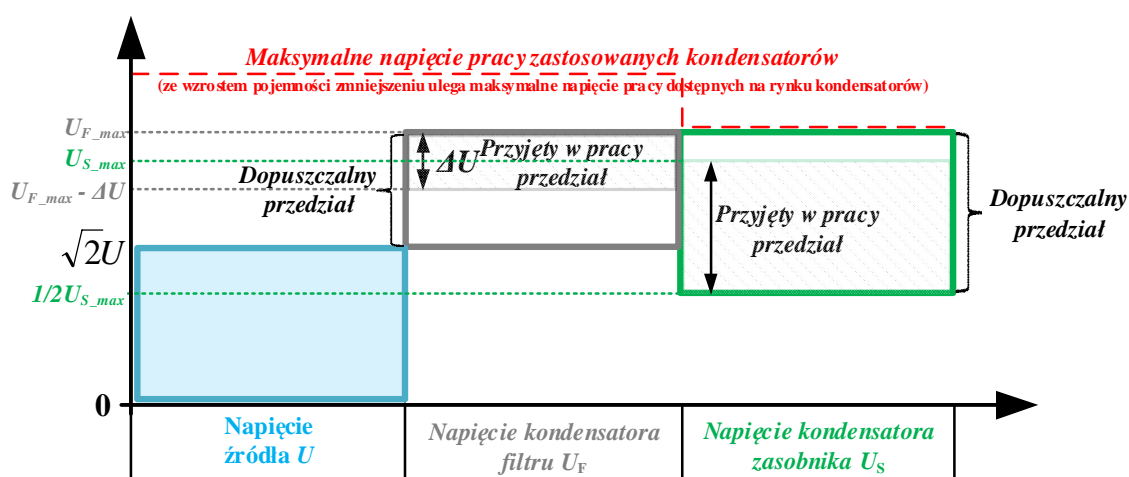 Maksymalne napięcie pracy zastosowanych kondensatorów
(ze wzrostem pojemności zmniejszeniu ulega maksymalne napięcie pracy dostępnych na rynku kondensatorów)
U_F_max
U_S_max
U_F_max - ΔU
√2U
1/2U_S_max
0
ΔU
Przyjęty w pracy
przedział
Dopuszczalny
przedział
Przyjęty w pracy
przedział
Dopuszczalny
przedział
Napięcie
źródła U
Napięcie kondensatora
filtru U_F
Napięcie kondensatora
zasobnika U_S